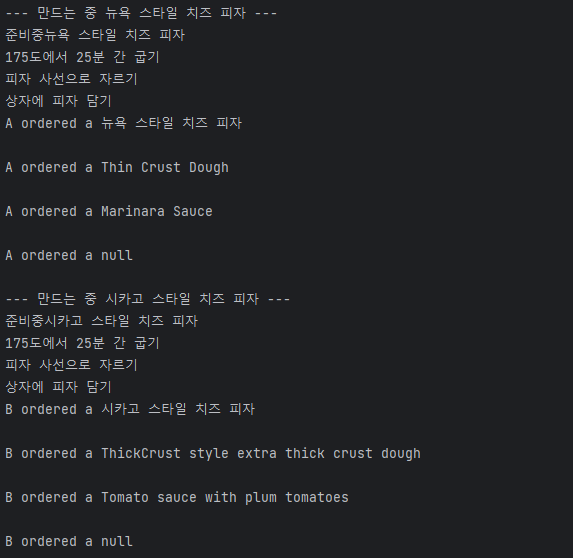 --- 만드는 중 뉴욕 스타일 치즈 피자 ---
준비중뉴욕 스타일 치즈 피자
175도에서 25분 간 굽기
피자 사선으로 자르기
상자에 피자 담기
A ordered a 뉴욕 스타일 치즈 피자
A ordered a Thin Crust Dough
A ordered a Marinara Sauce
A ordered a null
--- 만드는 중 시카고 스타일 치즈 피자 ---
준비중시카고 스타일 치즈 피자
175도에서 25분 간 굽기
피자 사선으로 자르기
상자에 피자 담기
B ordered a 시카고 스타일 치즈 피자
B ordered a ThickCrust style extra thick crust dough
B ordered a Tomato sauce with plum tomatoes
B ordered a null